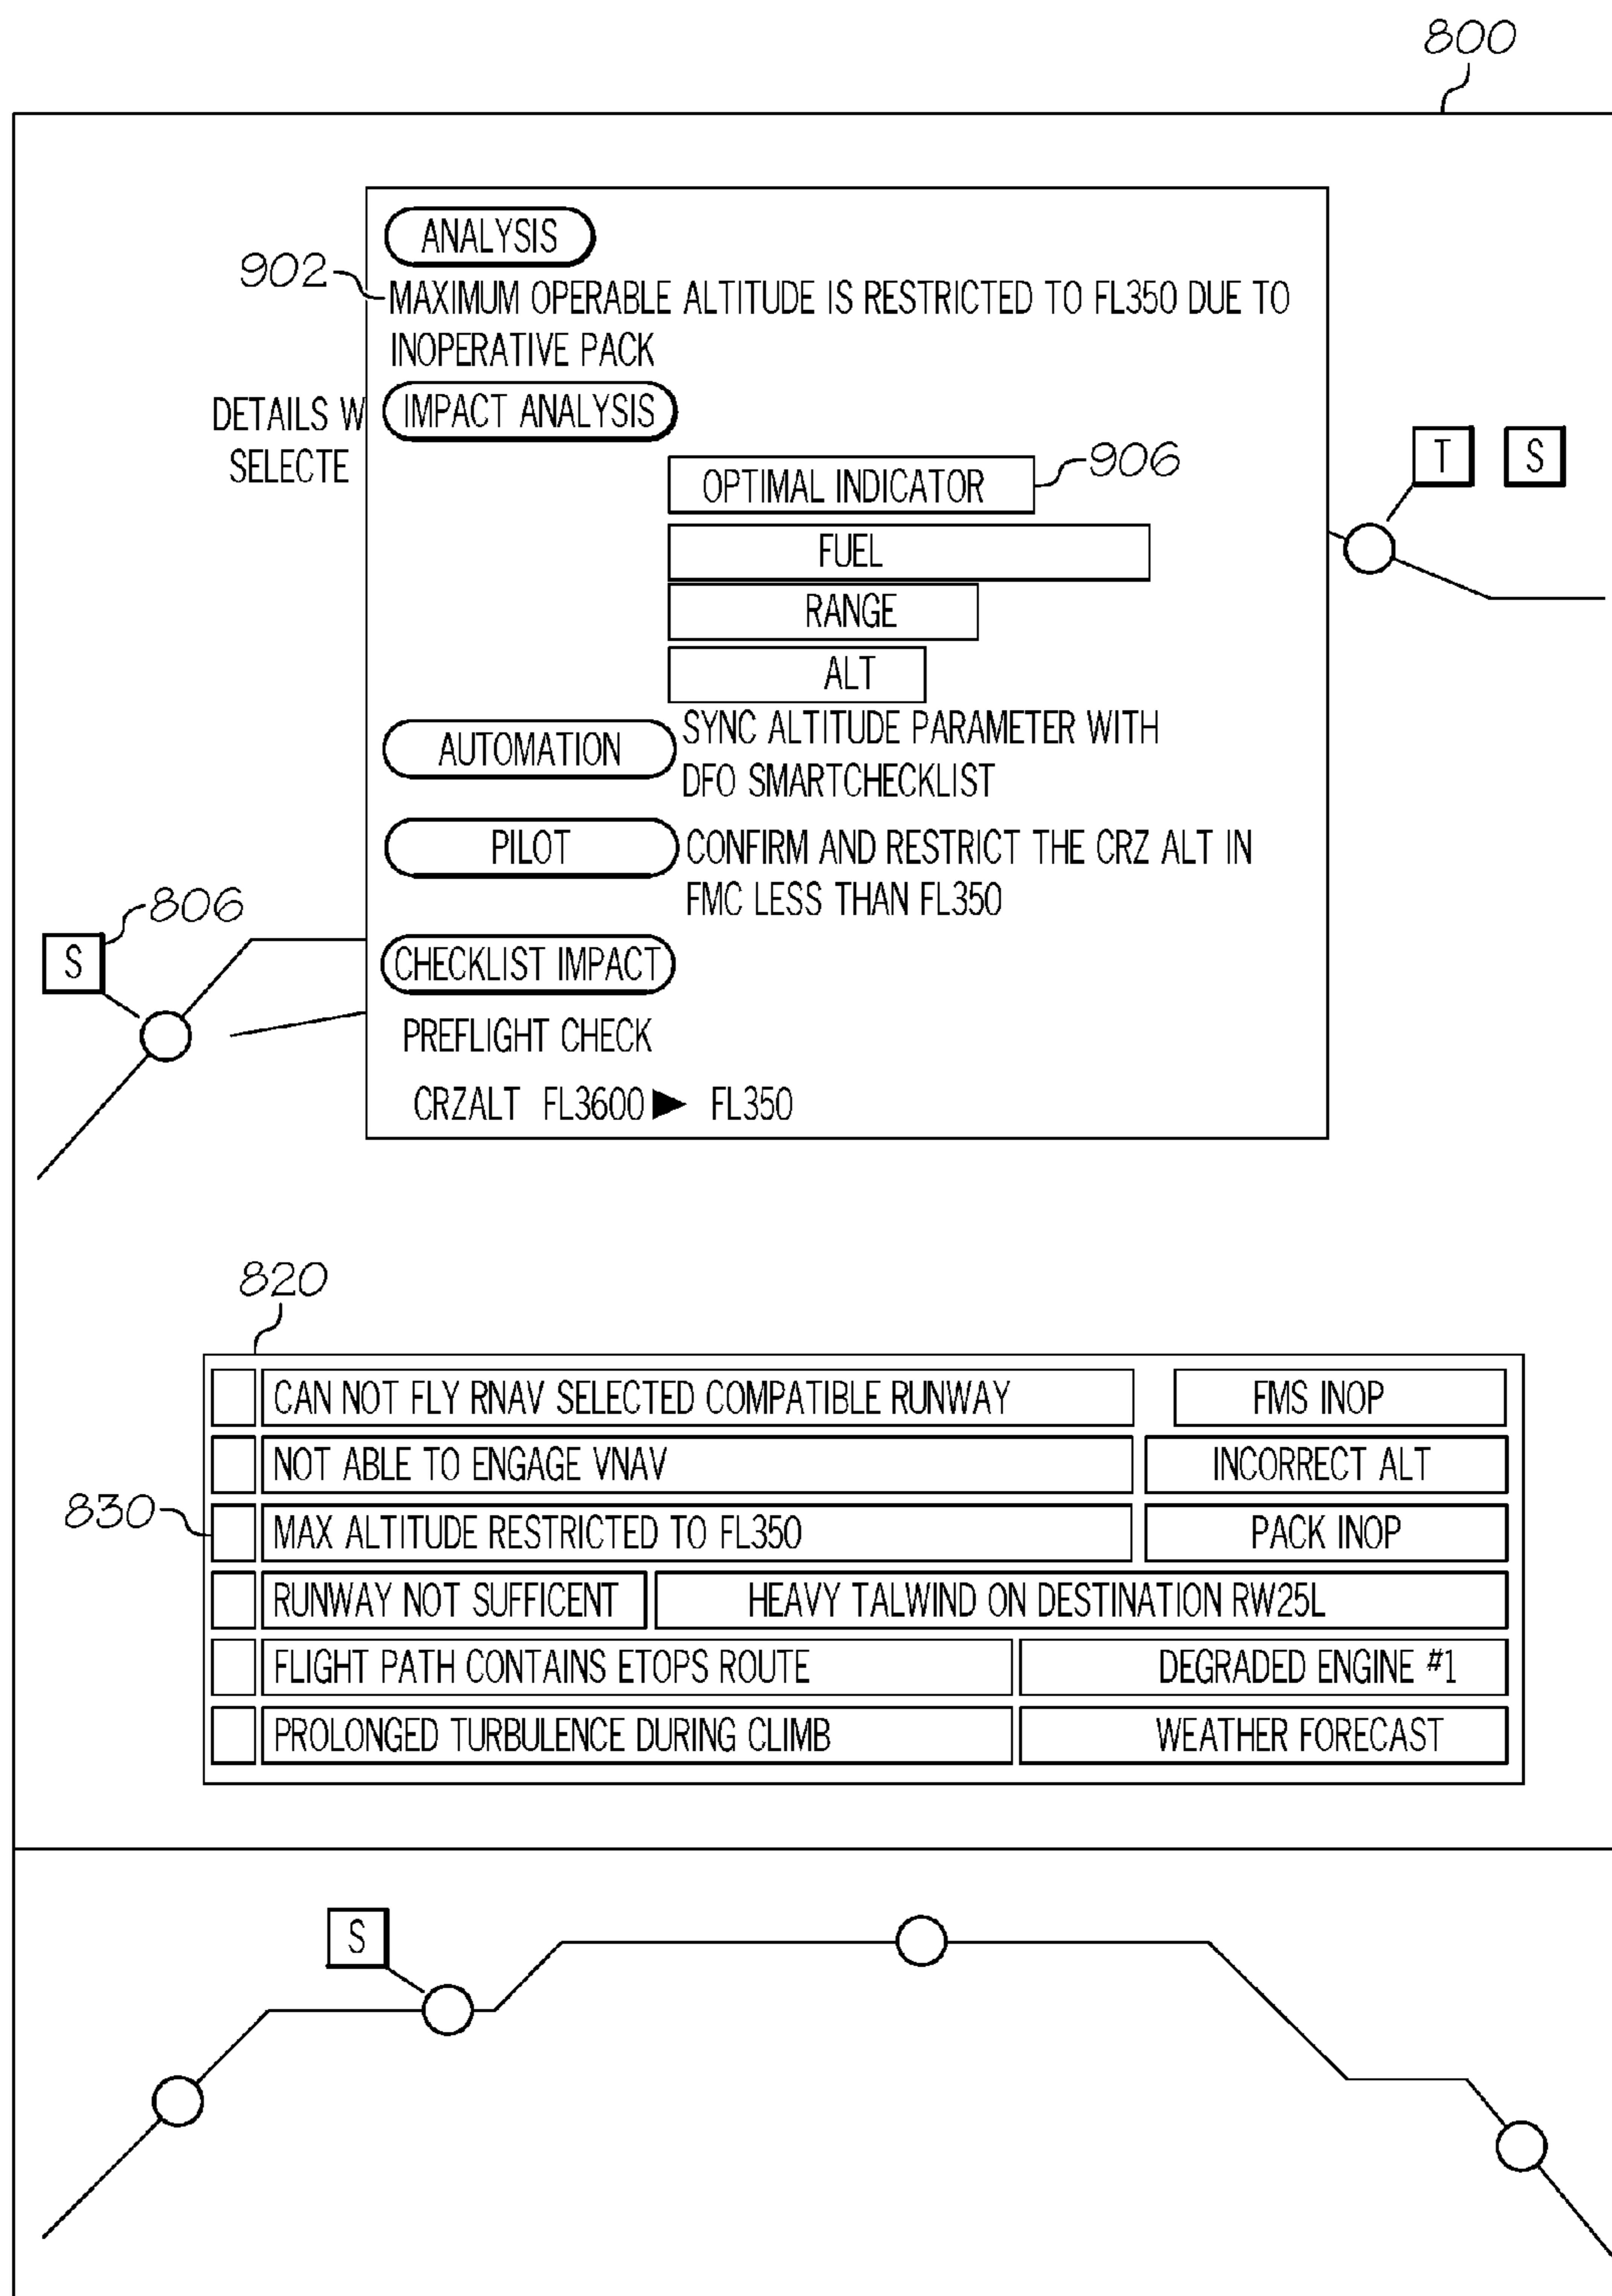 800
ANALYSIS
902
MAXIMUM OPERABLE ALTITUDE IS RESTRICTED TO FL350 DUE TO
INOPERATIVE PACK
DETAILS W
SELECTE
IMPACT ANALYSIS
OPTIMAL INDICATOR
906
FUEL
RANGE
ALT
T
S
AUTOMATION
SYNC ALTITUDE PARAMETER WITH
DFO SMARTCHECKLIST
PILOT
CONFIRM AND RESTRICT THE CRZ ALT IN
FMC LESS THAN FL350
806
S
CHECKLIST IMPACT
PREFLIGHT CHECK
CRZALT FL3600 ▶ FL350
820
CAN NOT FLY RNAV SELECTED COMPATIBLE RUNWAY
FMS INOP
NOT ABLE TO ENGAGE VNAV
INCORRECT ALT
830
MAX ALTITUDE RESTRICTED TO FL350
PACK INOP
RUNWAY NOT SUFFICENT
HEAVY TALWIND ON DESTINATION RW25L
FLIGHT PATH CONTAINS ETOPS ROUTE
DEGRADED ENGINE #1
PROLONGED TURBULENCE DURING CLIMB
WEATHER FORECAST
S